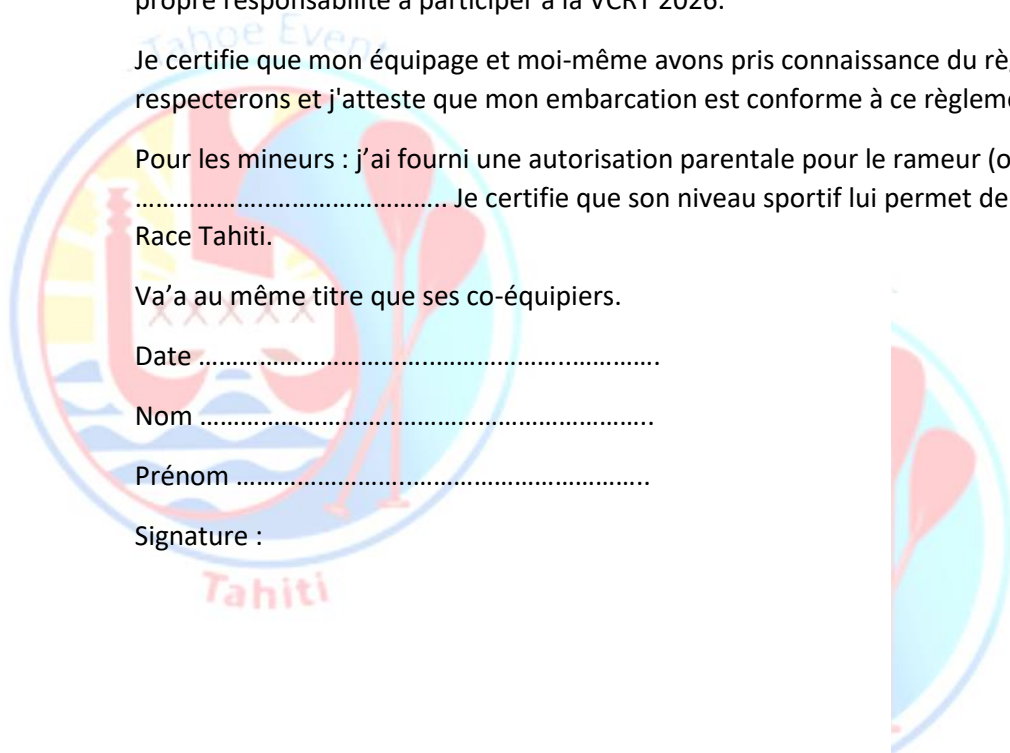 propre responsabilité à participer à la VCRT 2026.
Tahoe Event
Je certifie que mon équipage et moi-même avons pris connaissance du
respecterons et j'atteste que mon embarcation est conforme à ce
Pour les mineurs : j’ai fourni une autorisation parentale pour le rameur
………………..…………………….. Je certifie que son niveau sportif lui permet de
Race Tahiti.
Va’a au même titre que ses co-équipiers.
XXXXX
Date ……………………………..…………………..………….
Nom ………………………..………………………………..
Prénom ……………………..……………………………..
Signature :
Tahiti